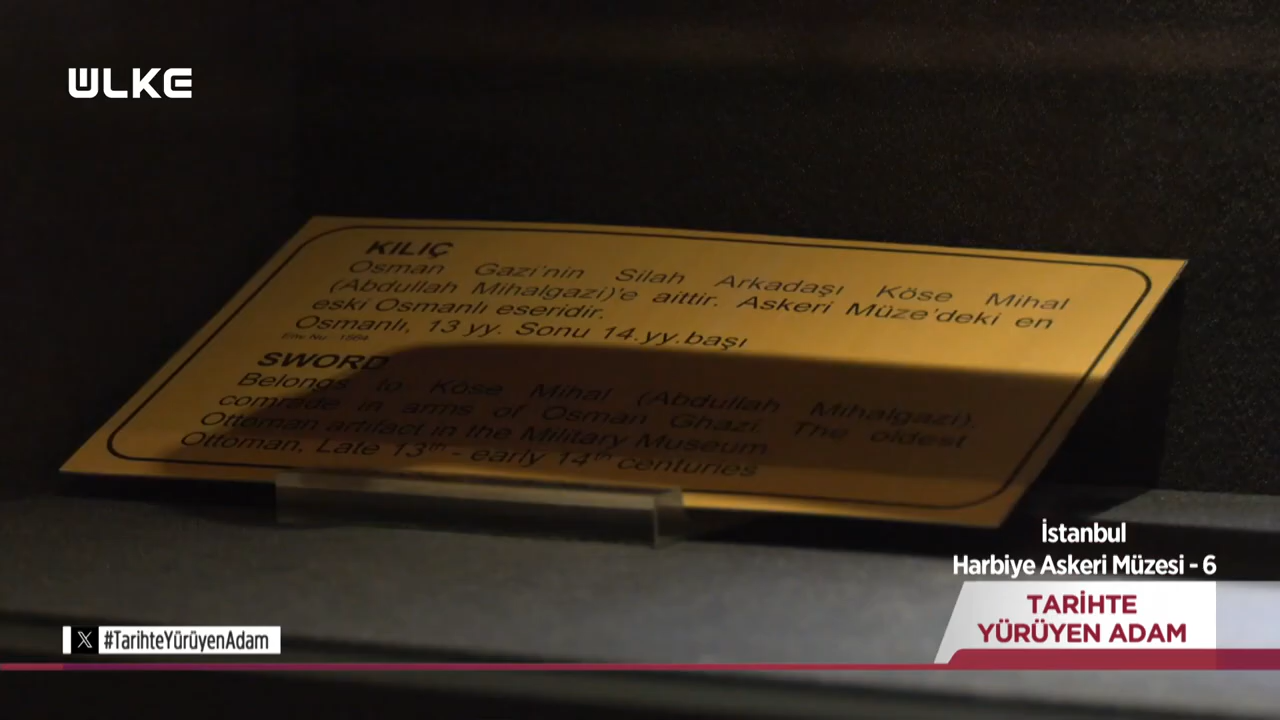 ÜLKE
KILIÇ
Osman Gazi'nin Silah Arkadaşı Köse Mihal
(Abdullah Mihalgazi)'e aittir. Askeri Müze'deki en
eski Osmanlı eseridir.
Osmanlı, 13 yy. Sonu 14.yy.başı
SWORD
Belongs to Köse Mihal (Abdullah Mihalgazi),
comrade in arms of Osman Ghazi. The oldest
Ottoman artifact in the Military Museum
Ottoman, Late 13th - early 14th centuries
İstanbul
Harbiye Askeri Müzesi - 6
TARİHTE
YÜRÜYEN ADAM
X #TarihteYürüyenAdam